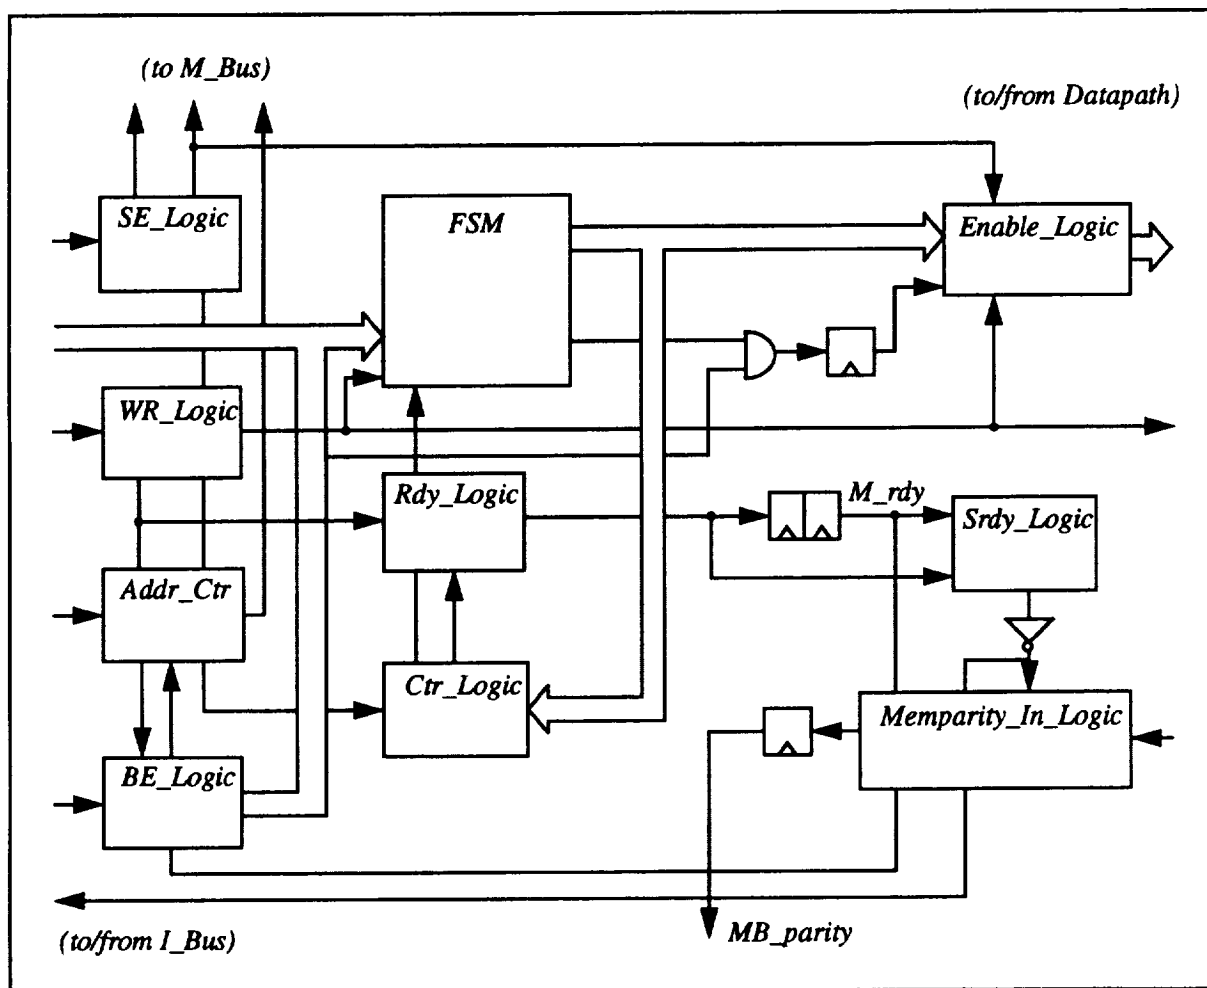 (to M_Bus)
(to/from Datapath)
SE_Logic
FSM
Enable_Logic
WR_Logic
Rdy_Logic
M_rdy
Srdy_Logic
Addr_Ctr
Ctr_Logic
Memparity_In_Logic
BE_Logic
(to/from I_Bus)
MB_parity